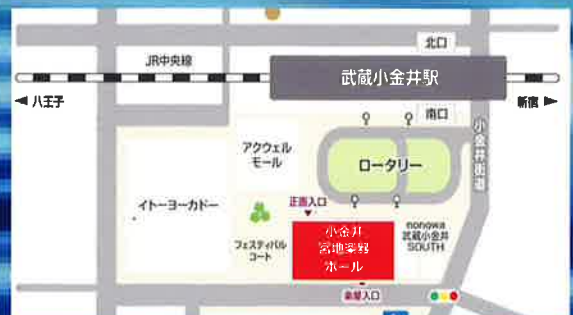 北口
JR中央線
武蔵小金井駅
◀ 八王子
新宿 ▶
南口
小金井街道
アクウェル
モール
ロータリー
イトーヨーカドー
正面入口
フェスティバル
コート
小金井
宮地楽器
ホール
nonowa
武蔵小金井
SOUTH
楽屋入口